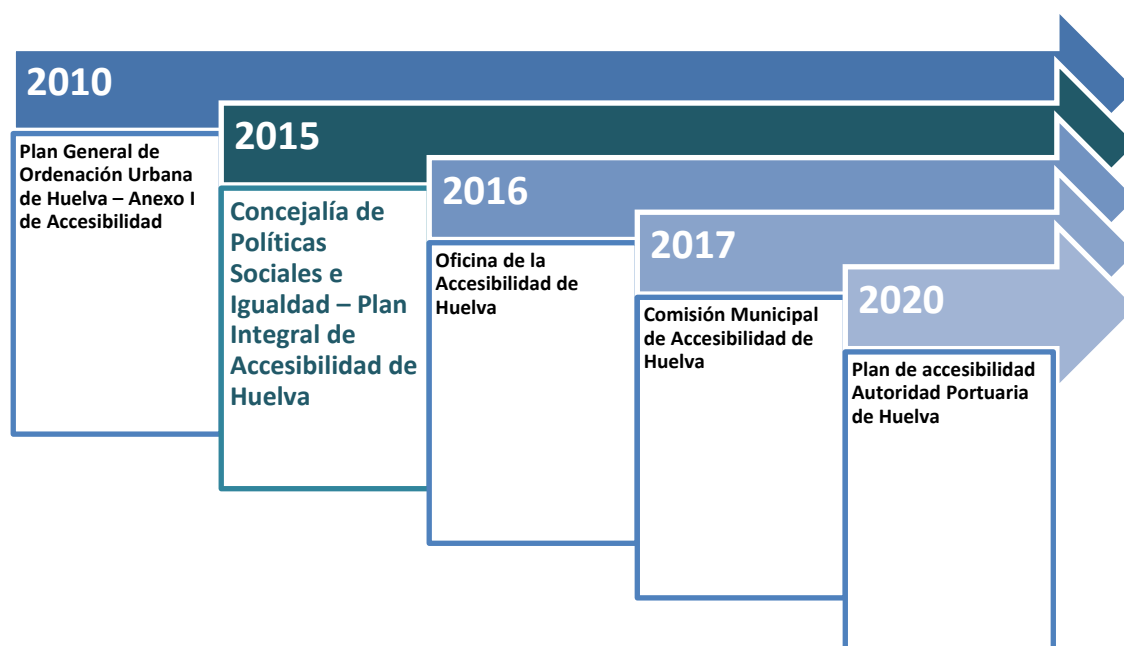 2010
Plan General de
Ordenación Urbana
de Huelva – Anexo I
de Accesibilidad
2015
Concejalía de
Políticas
Sociales e
Igualdad – Plan
Integral de
Accesibilidad de
Huelva
2016
Oficina de la
Accesibilidad de
Huelva
2017
Comisión Municipal
de Accesibilidad de
Huelva
2020
Plan de accesibilidad
Autoridad Portuaria
de Huelva